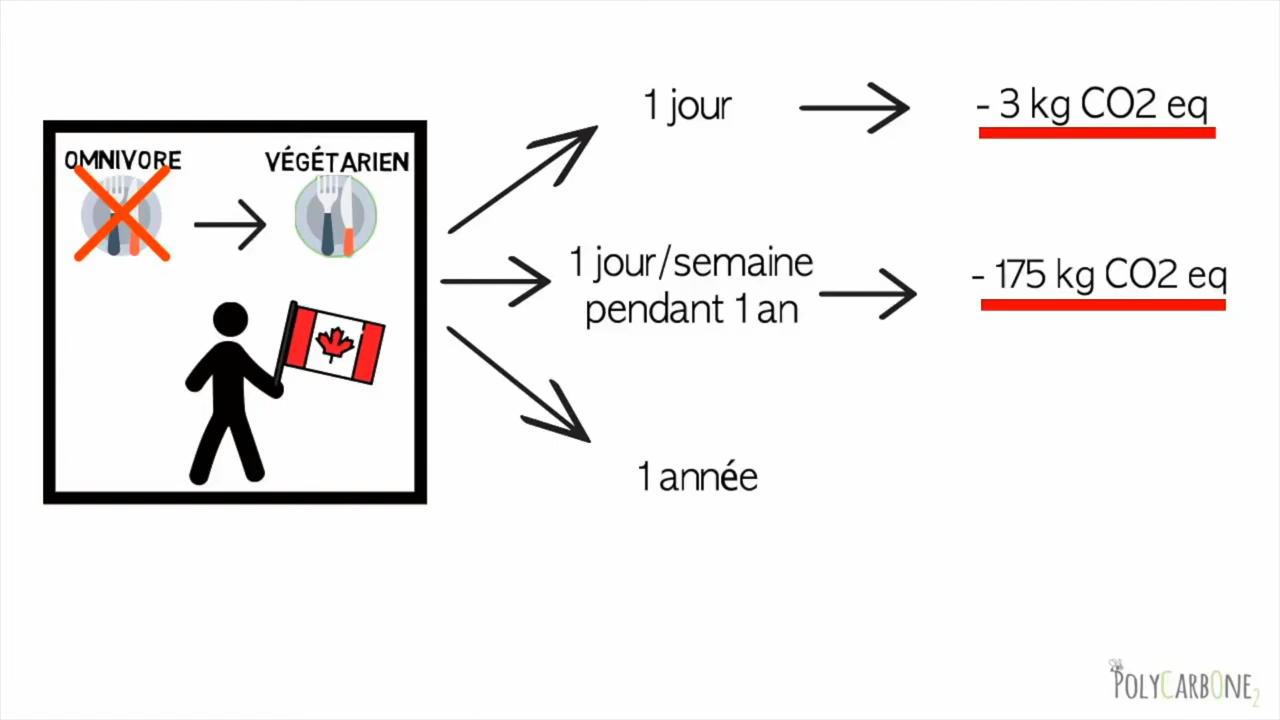 OMNIVORE
VÉGÉTARIEN
1 jour
- 3 kg CO2 eq
1 jour/semaine
pendant 1 an
- 175 kg CO2 eq
1 année
POLYCARBONE2